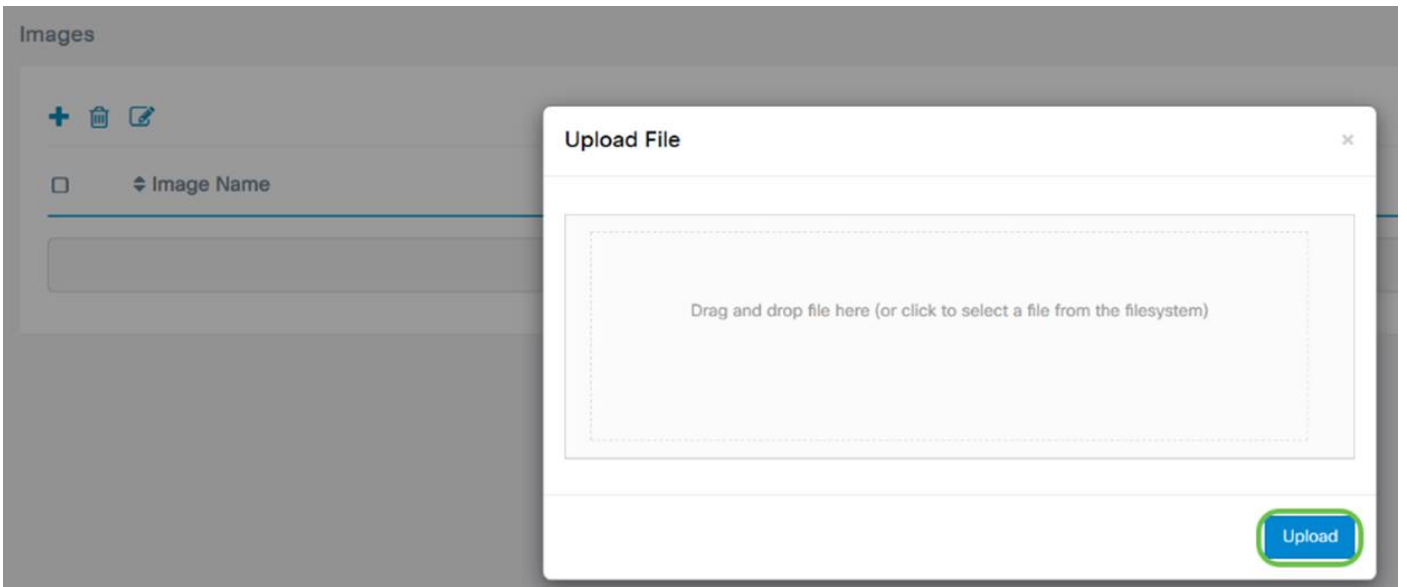 Images
Upload File
Image Name
Drag and drop file here (or click to select a file from the filesystem)
Upload